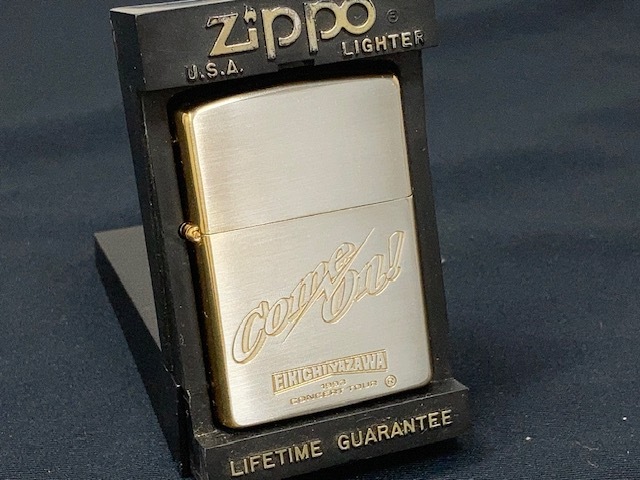 Zippo ®
U.S.A. LIGHTER
Come On!
EIKICHI YAZAWA
CONCERT TOUR
LIFETIME GUARANTEE